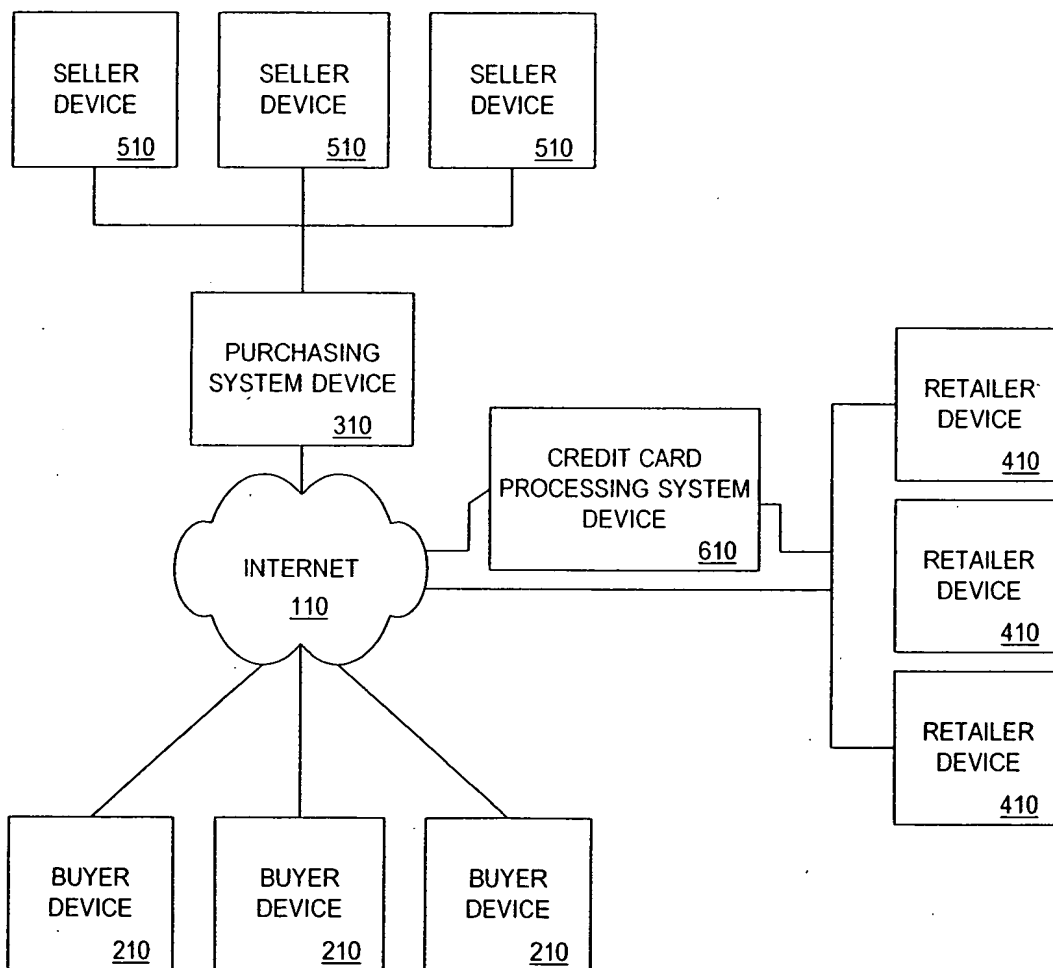 SELLER
DEVICE
510
SELLER
DEVICE
510
SELLER
DEVICE
510
PURCHASING
SYSTEM DEVICE
310
CREDIT CARD
PROCESSING SYSTEM
DEVICE
610
RETAILER
DEVICE
410
INTERNET
110
RETAILER
DEVICE
410
RETAILER
DEVICE
410
BUYER
DEVICE
210
BUYER
DEVICE
210
BUYER
DEVICE
210